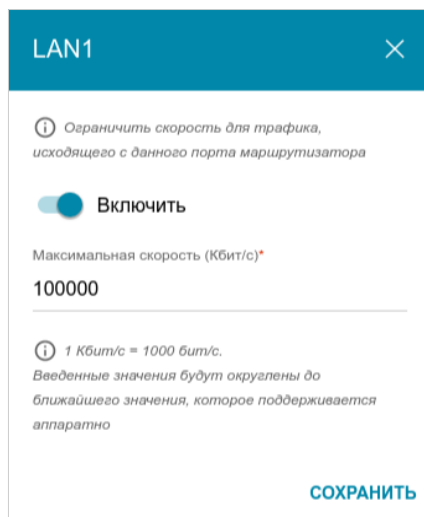 LAN1
Ограничить скорость для трафика,
исходящего с данного порта маршрутизатора
Включить
Максимальная скорость (Кбит/с)*
100000
1 Кбит/с = 1000 бит/с.
Введенные значения будут округлены до
ближайшего значения, которое поддерживается
аппаратно
СОХРАНИТЬ